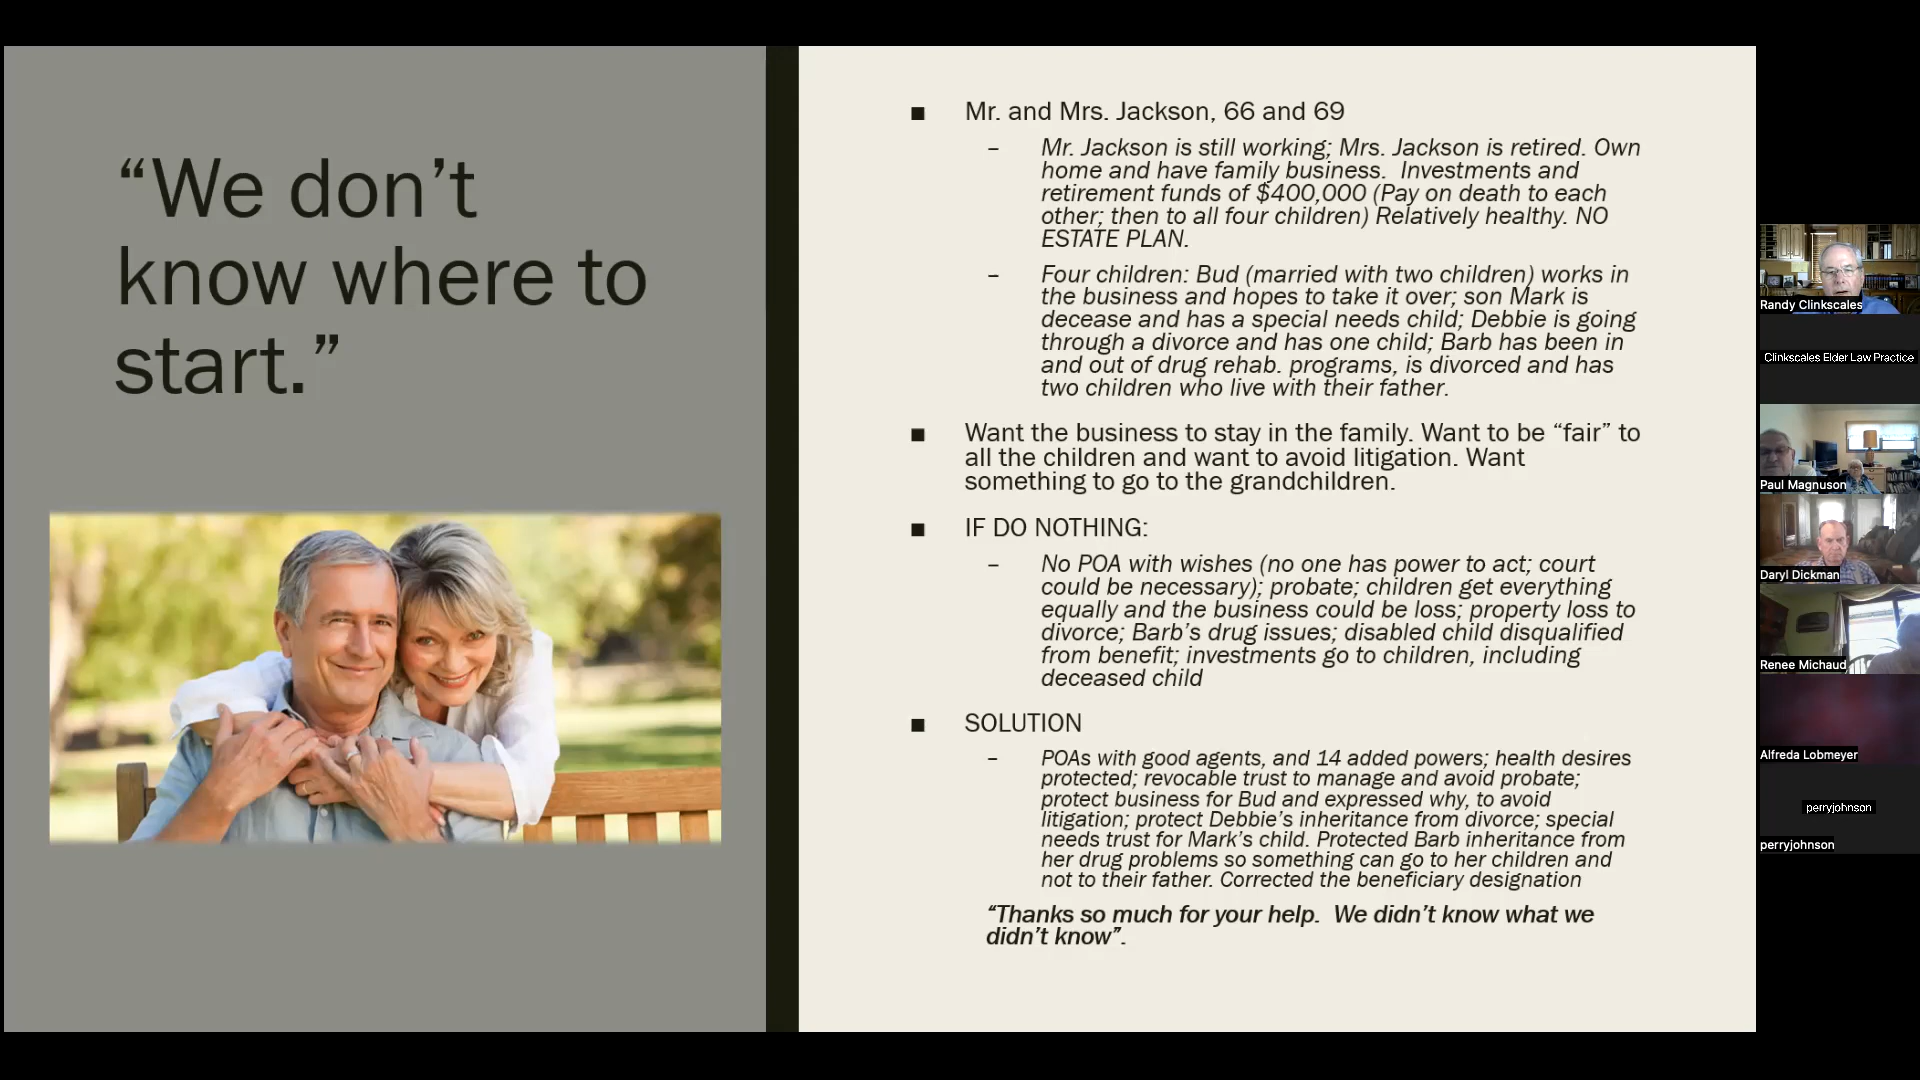 “We don’t
know where to
start.”
■ Mr. and Mrs. Jackson, 66 and 69
– Mr. Jackson is still working; Mrs. Jackson is retired. Own
home and have family business. Investments and
retirement funds of $400,000 (Pay on death to each
other; then to all four children) Relatively healthy. NO
ESTATE PLAN.
– Four children: Bud (married with two children) works in
the business and hopes to take it over; son Mark is
decease and has a special needs child; Debbie is going
through a divorce and has one child; Barb has been in
and out of drug rehab. programs, is divorced and has
two children who live with their father.
■ Want the business to stay in the family. Want to be “fair” to
all the children and want to avoid litigation. Want
something to go to the grandchildren.
■ IF DO NOTHING:
– No POA with wishes (no one has power to act; court
could be necessary); probate; children get everything
equally and the business could be loss; property loss to
divorce; Barb’s drug issues; disabled child disqualified
from benefit; investments go to children, including
deceased child
■ SOLUTION
– POAs with good agents, and 14 added powers; health desires
protected; revocable trust to manage and avoid probate;
protect business for Bud and expressed why, to avoid
litigation; protect Debbie’s inheritance from divorce; special
needs trust for Mark’s child. Protected Barb inheritance from
her drug problems so something can go to her children and
not to their father. Corrected the beneficiary designation
“Thanks so much for your help. We didn’t know what we
didn’t know”.
Randy Clinkscales
Clinkscales Elder Law Practice
Paul Magnuson
Daryl Dickman
Renee Michaud
Alfreda Lobmeyer
perryjohnson
perryjohnson